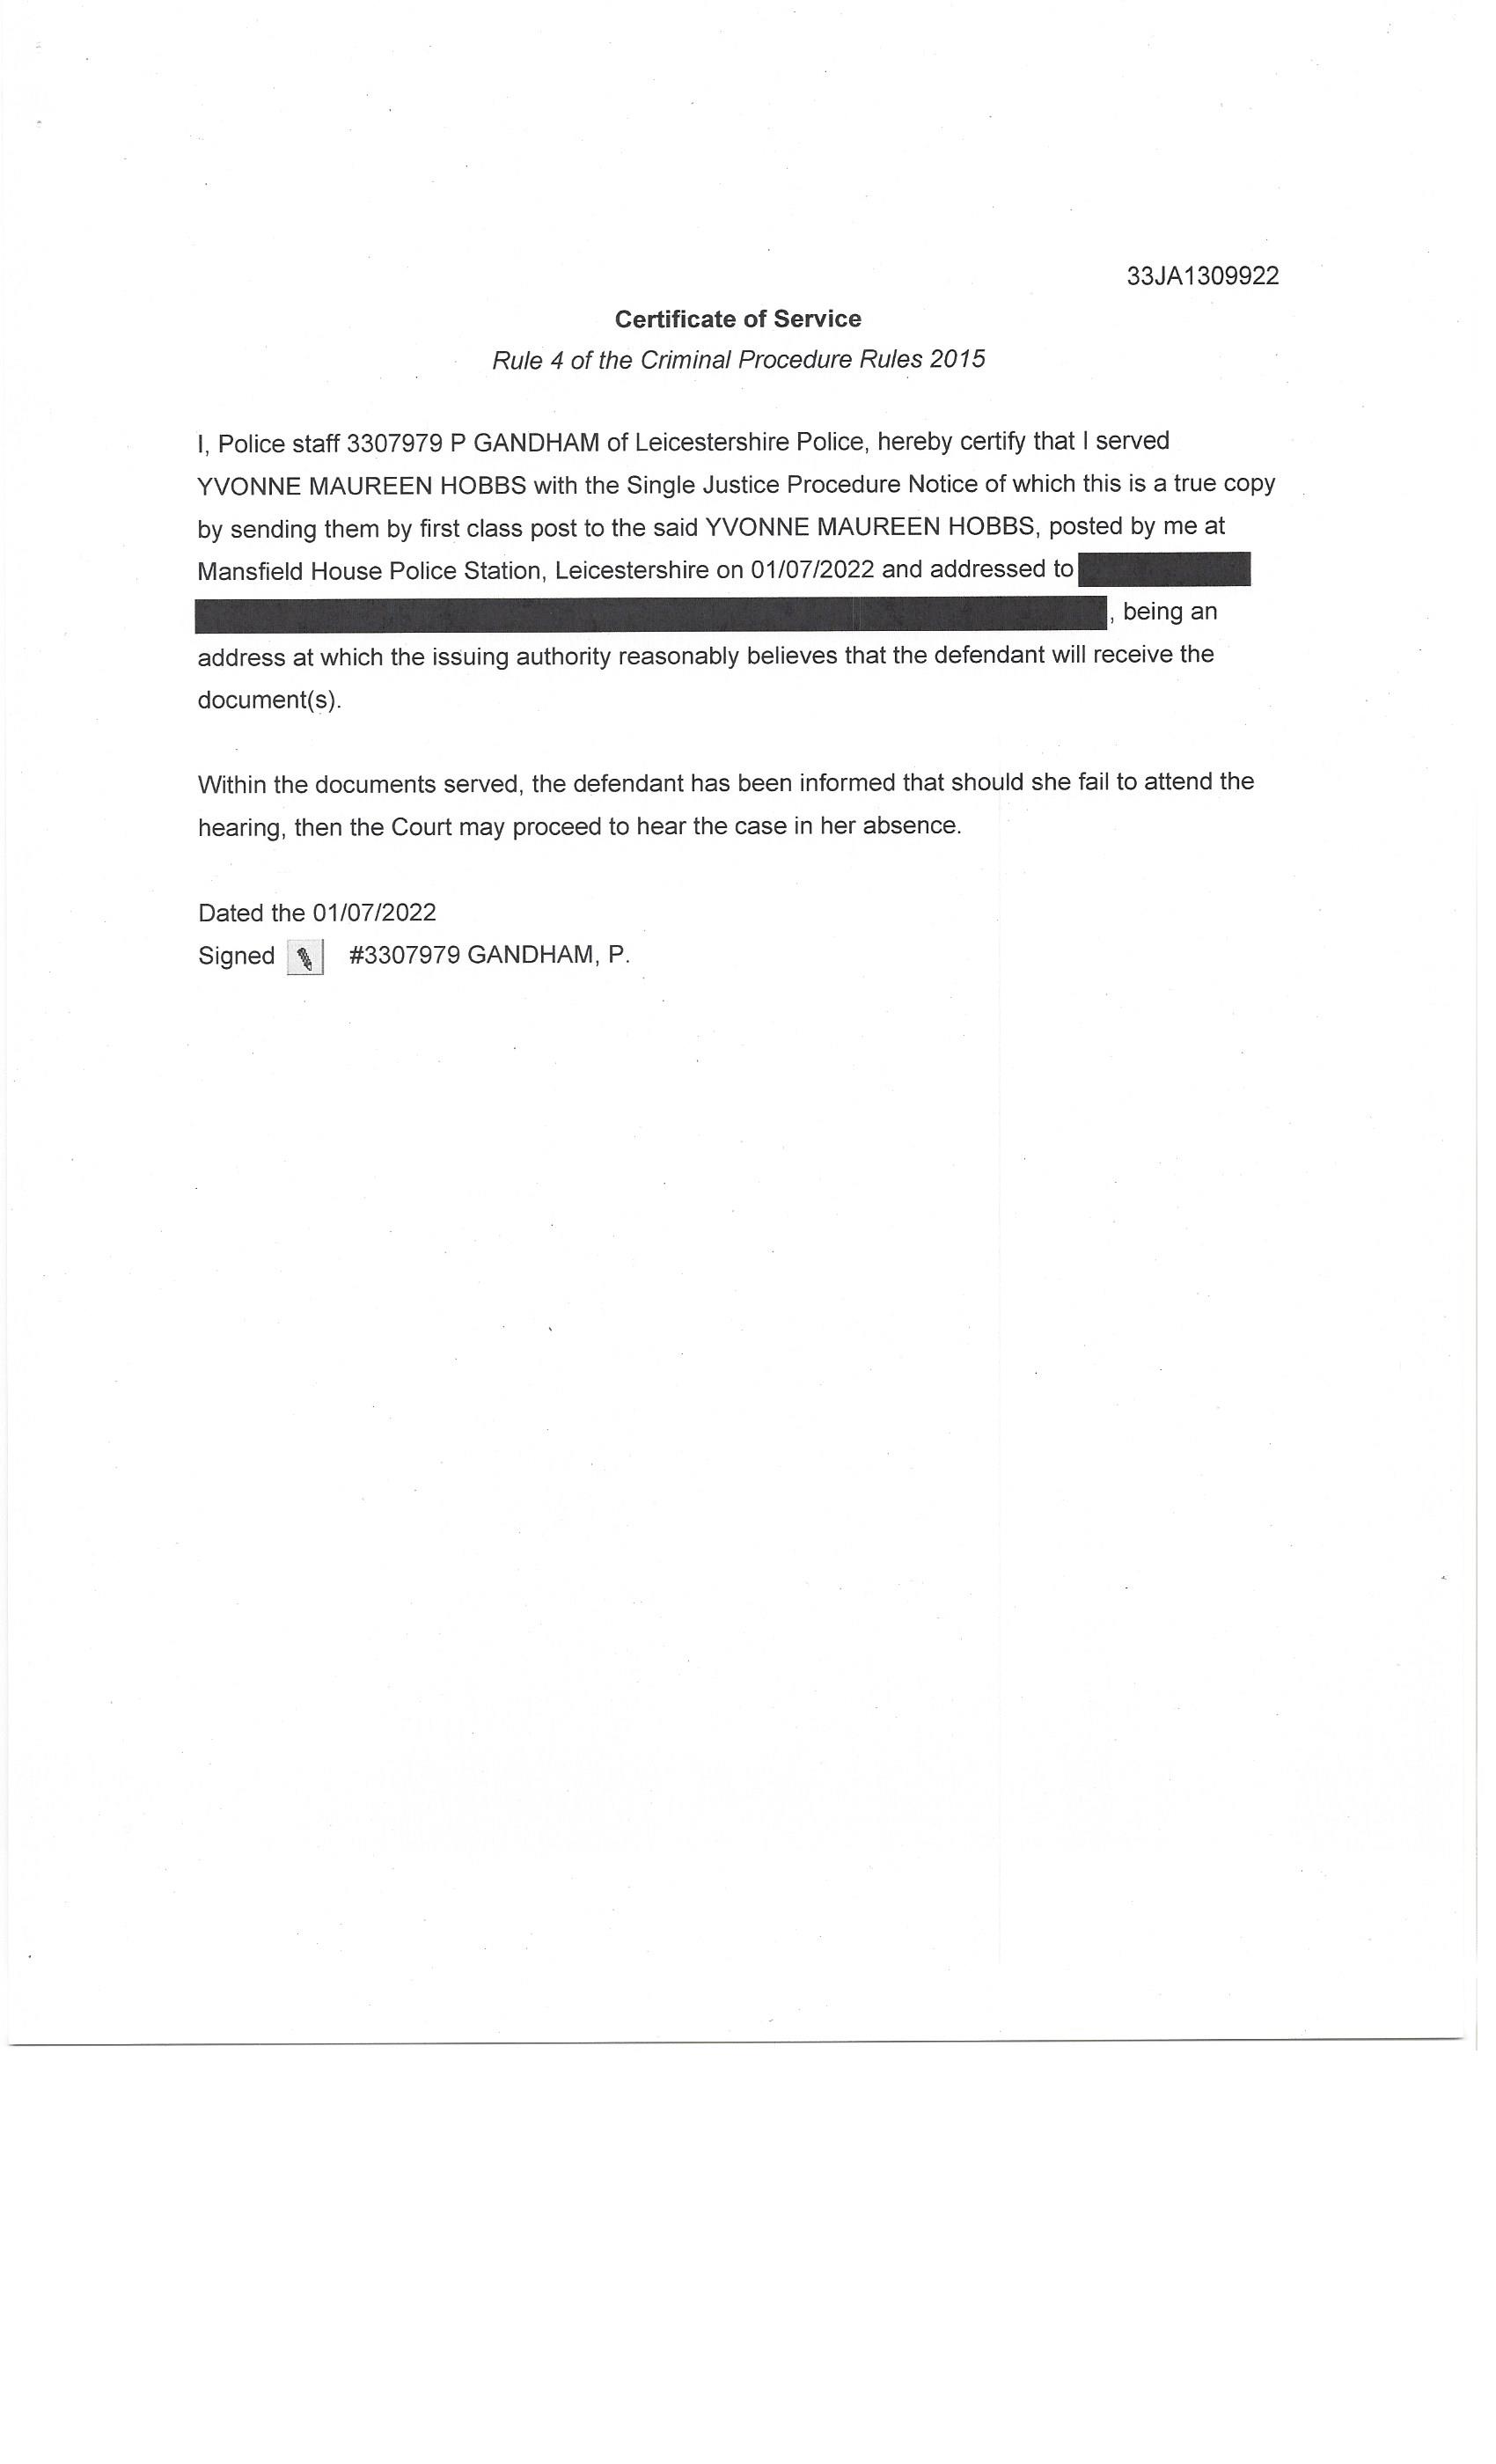 33JA1309922
Certificate of Service
Rule 4 of the Criminal Procedure Rules 2015
I, Police staff 3307979 P GANDHAM of Leicestershire Police, hereby certify that I served
YVONNE MAUREEN HOBBS with the Single Justice Procedure Notice of which this is a true copy
by sending them by first class post to the said YVONNE MAUREEN HOBBS, posted by me at
Mansfield House Police Station, Leicestershire on 01/07/2022 and addressed to
, being an
address at which the issuing authority reasonably believes that the defendant will receive the
document(s).
Within the documents served, the defendant has been informed that should she fail to attend the
hearing, then the Court may proceed to hear the case in her absence.
Dated the 01/07/2022
Signed #3307979 GANDHAM, P.